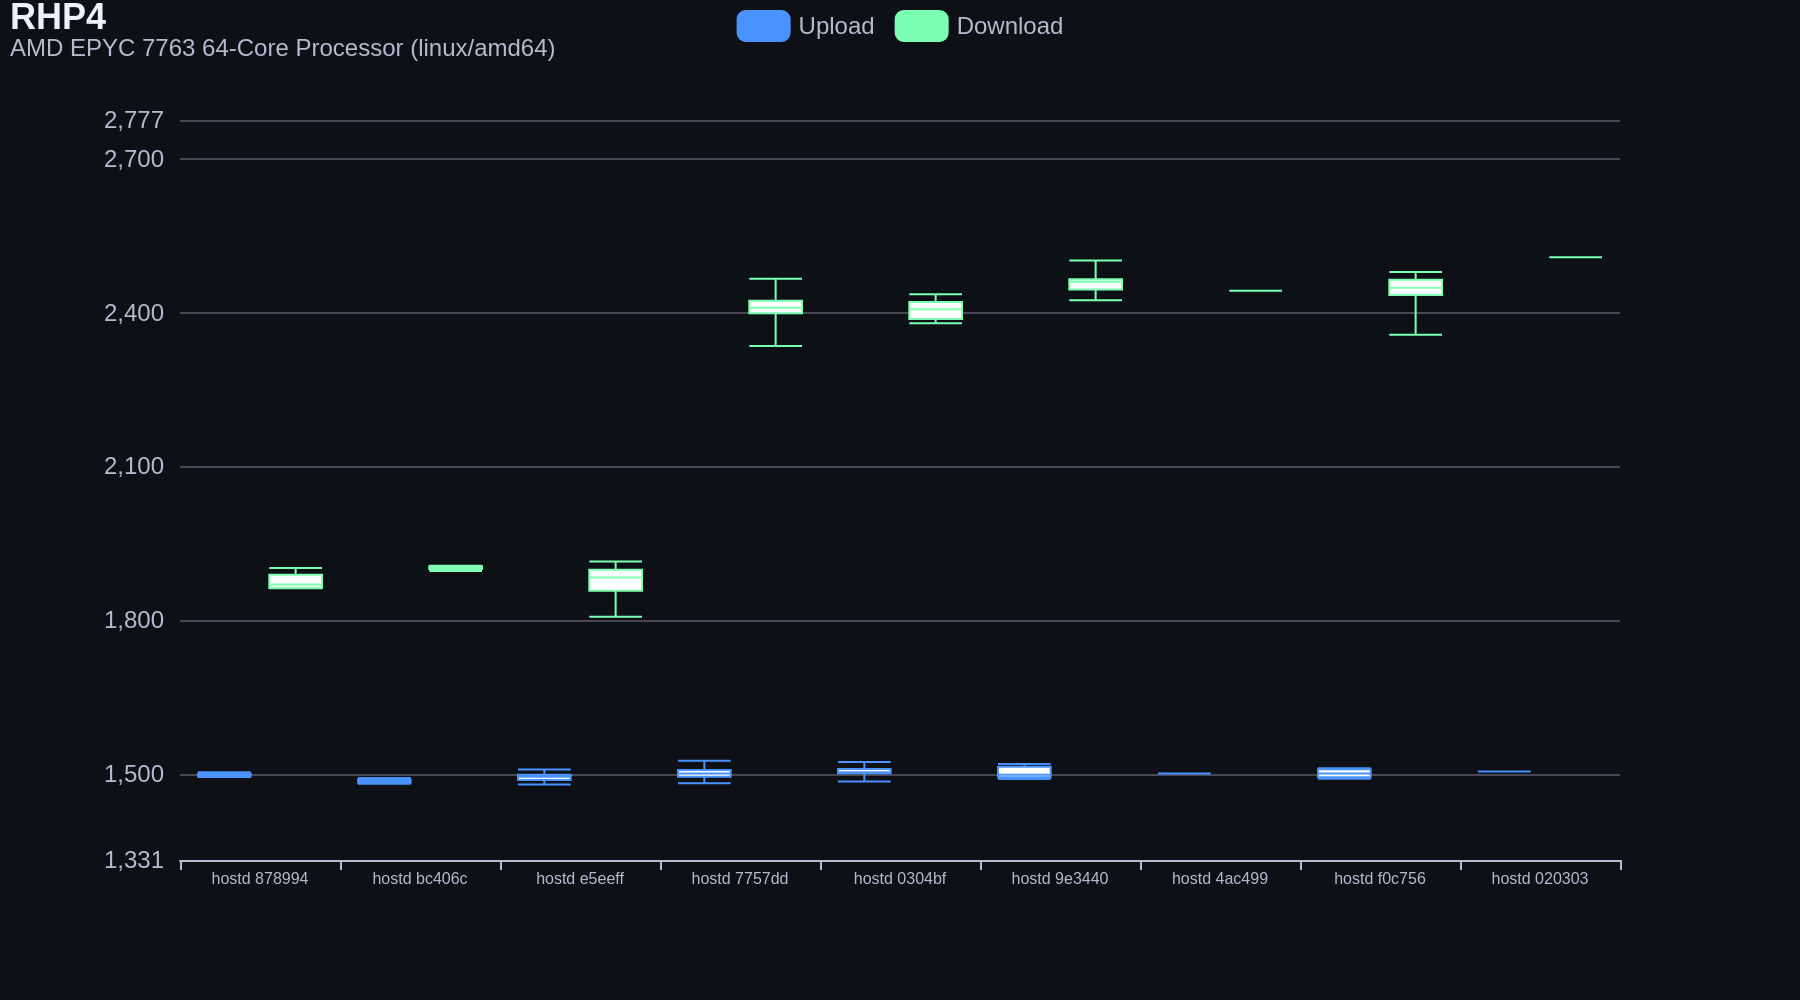 RHP4
AMD EPYC 7763 64-Core Processor (linux/amd64)
Upload
Download
2,777
2,700
2,400
2,100
1,800
1,500
1,331
hostd 878994
hostd bc406c
hostd e5eeff
hostd 7757dd
hostd 0304bf
hostd 9e3440
hostd 4ac499
hostd f0c756
hostd 020303